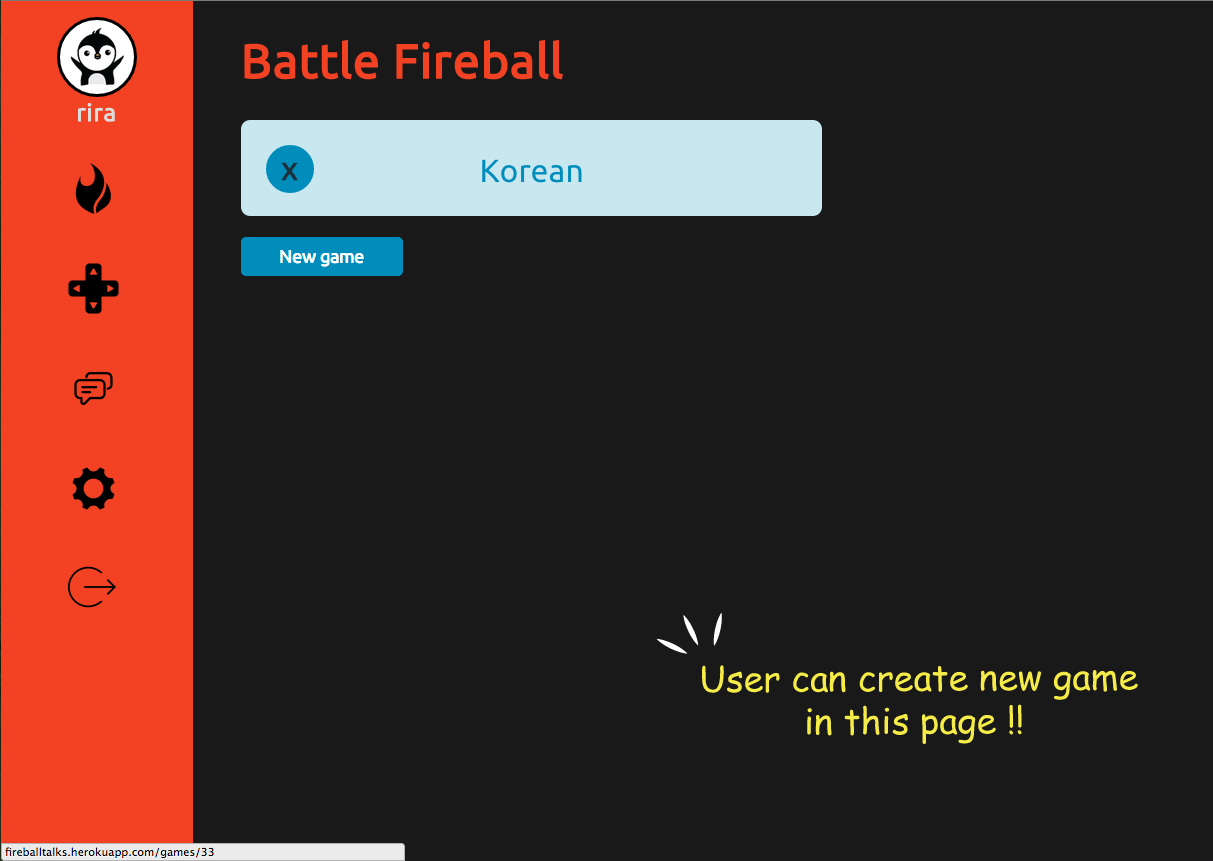 rira
Battle Fireball
x
Korean
New game
User can create new game
in this page !!
fireballtalks.herokuapp.com/games/33